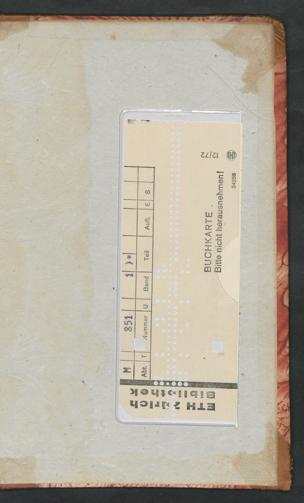 ETH Zürich
Bibliothek
M 851 1 )*
Abt. T Nummer U Band Teil Aufl. E B
BUCHKARTE
Bitte nicht herausnehmen!
12/72